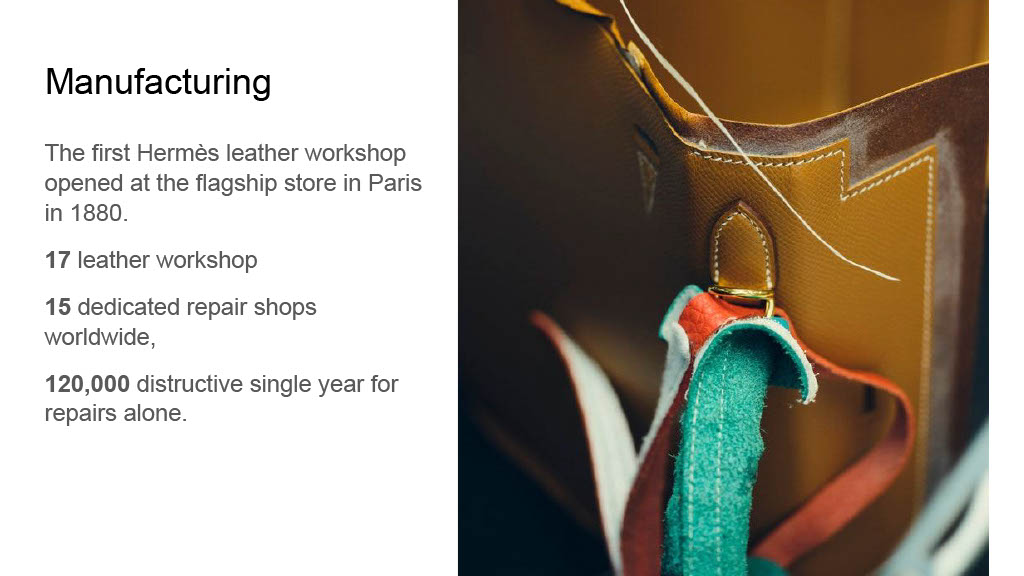 Manufacturing
The first Hermès leather workshop
opened at the flagship store in Paris
in 1880.
17 leather workshop
15 dedicated repair shops
worldwide,
120,000 distructive single year for
repairs alone.